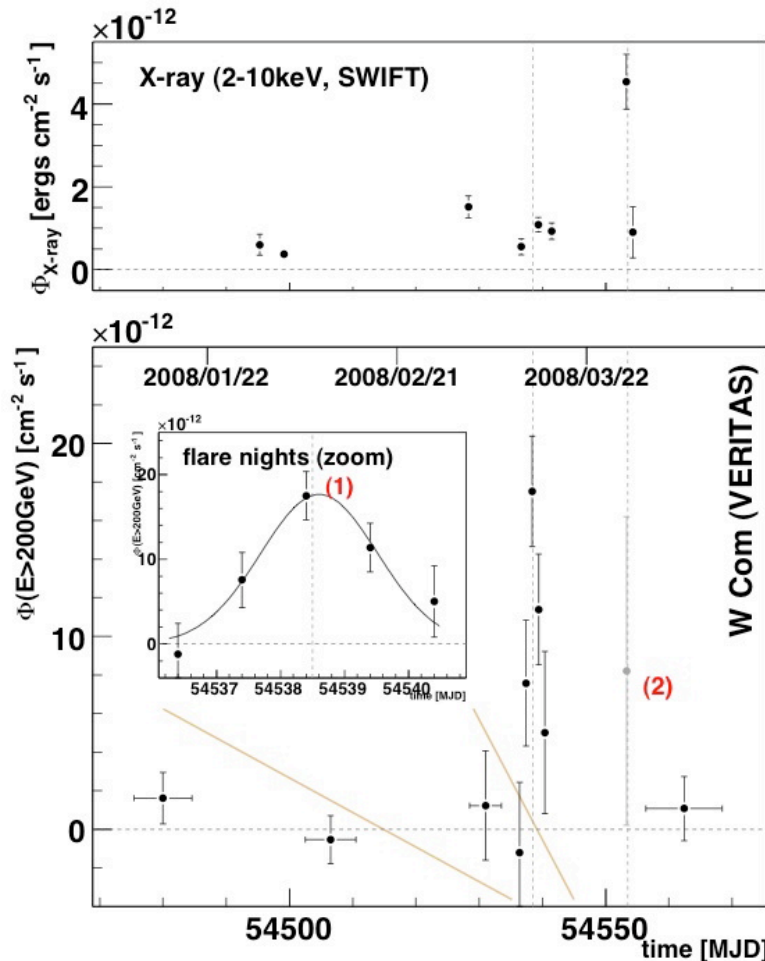 ×10⁻¹²
X-ray (2-10keV, SWIFT)
Φ_X-ray [ergs cm⁻² s⁻¹]
4
2
0
×10⁻¹²
2008/01/22 2008/02/21 2008/03/22
Φ(E>200GeV) [cm⁻² s⁻¹]
20
10
0
W Com (VERITAS)
×10⁻¹²
flare nights (zoom)
(1)
Φ(E>200GeV) [cm⁻² s⁻¹]
20
10
0
54537 54538 54539 54540
time [MJD]
(2)
54500 54550
time [MJD]